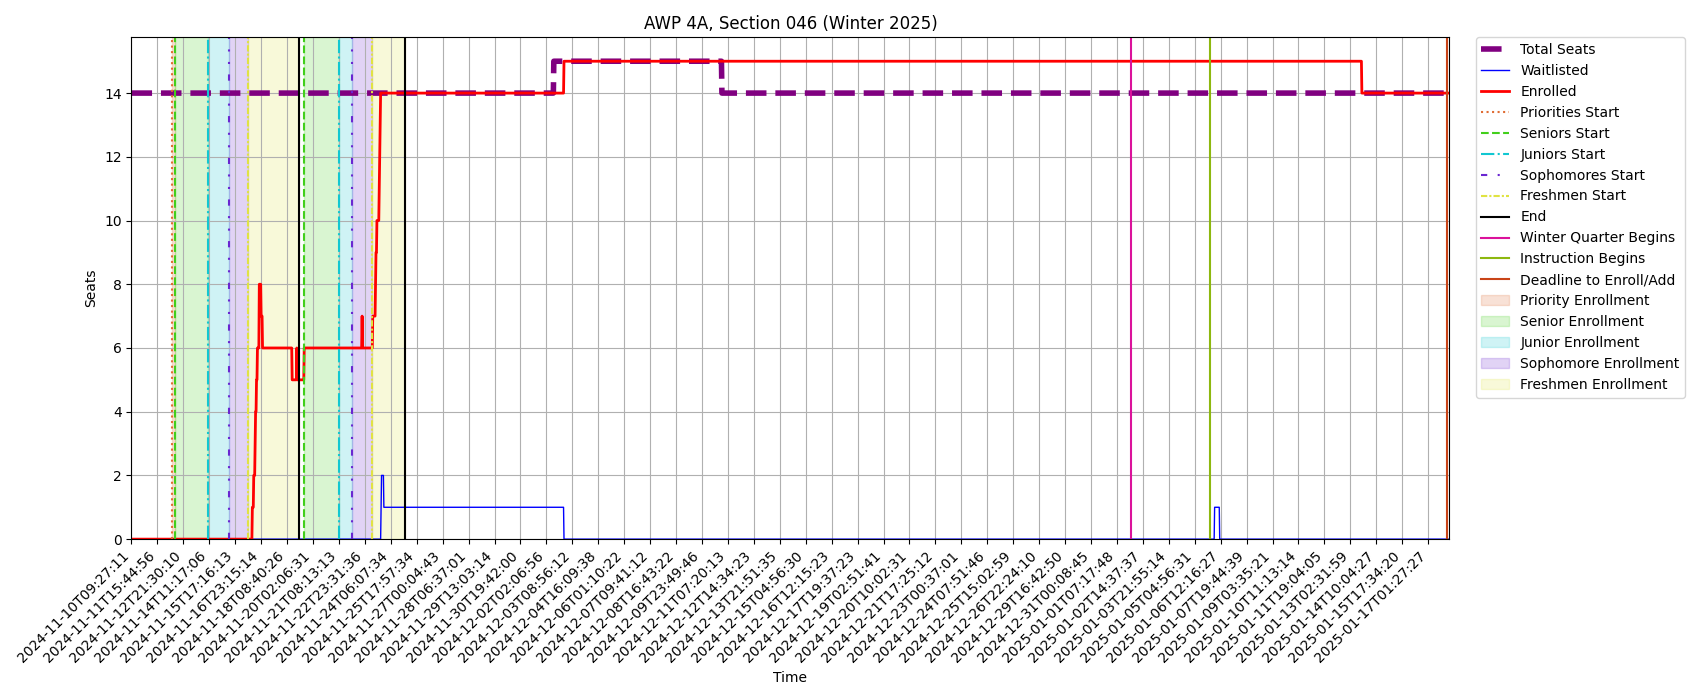 AWP 4A, Section 046 (Winter 2025)
Seats
14
12
10
8
6
4
2
0
2024-11-10T09:27:11
2024-11-11T15:44:56
2024-11-12T21:30:10
2024-11-14T11:17:06
2024-11-15T17:16:13
2024-11-16T23:15:14
2024-11-18T08:40:26
2024-11-20T02:06:31
2024-11-21T08:13:13
2024-11-22T23:31:36
2024-11-24T06:07:34
2024-11-25T17:57:34
2024-11-27T00:04:43
2024-11-28T06:37:01
2024-11-29T13:03:14
2024-11-30T19:42:00
2024-12-02T02:06:56
2024-12-03T08:56:12
2024-12-04T16:09:38
2024-12-06T01:10:22
2024-12-07T09:41:12
2024-12-08T16:43:22
2024-12-09T23:49:46
2024-12-11T07:20:13
2024-12-12T14:34:23
2024-12-13T21:51:35
2024-12-15T04:56:30
2024-12-16T12:15:23
2024-12-17T19:37:23
2024-12-19T02:51:41
2024-12-20T10:02:31
2024-12-21T17:25:12
2024-12-23T00:37:01
2024-12-24T07:51:46
2024-12-25T15:02:59
2024-12-26T22:24:10
2024-12-29T16:42:50
2024-12-31T00:08:45
2025-01-01T07:17:48
2025-01-02T14:37:37
2025-01-03T21:55:14
2025-01-05T04:56:31
2025-01-06T12:16:27
2025-01-07T19:44:39
2025-01-09T03:35:21
2025-01-10T11:13:14
2025-01-11T19:04:05
2025-01-13T02:31:59
2025-01-14T10:04:27
2025-01-15T17:34:20
2025-01-17T01:27:27
Time
Total Seats
Waitlisted
Enrolled
Priorities Start
Seniors Start
Juniors Start
Sophomores Start
Freshmen Start
End
Winter Quarter Begins
Instruction Begins
Deadline to Enroll/Add
Priority Enrollment
Senior Enrollment
Junior Enrollment
Sophomore Enrollment
Freshmen Enrollment